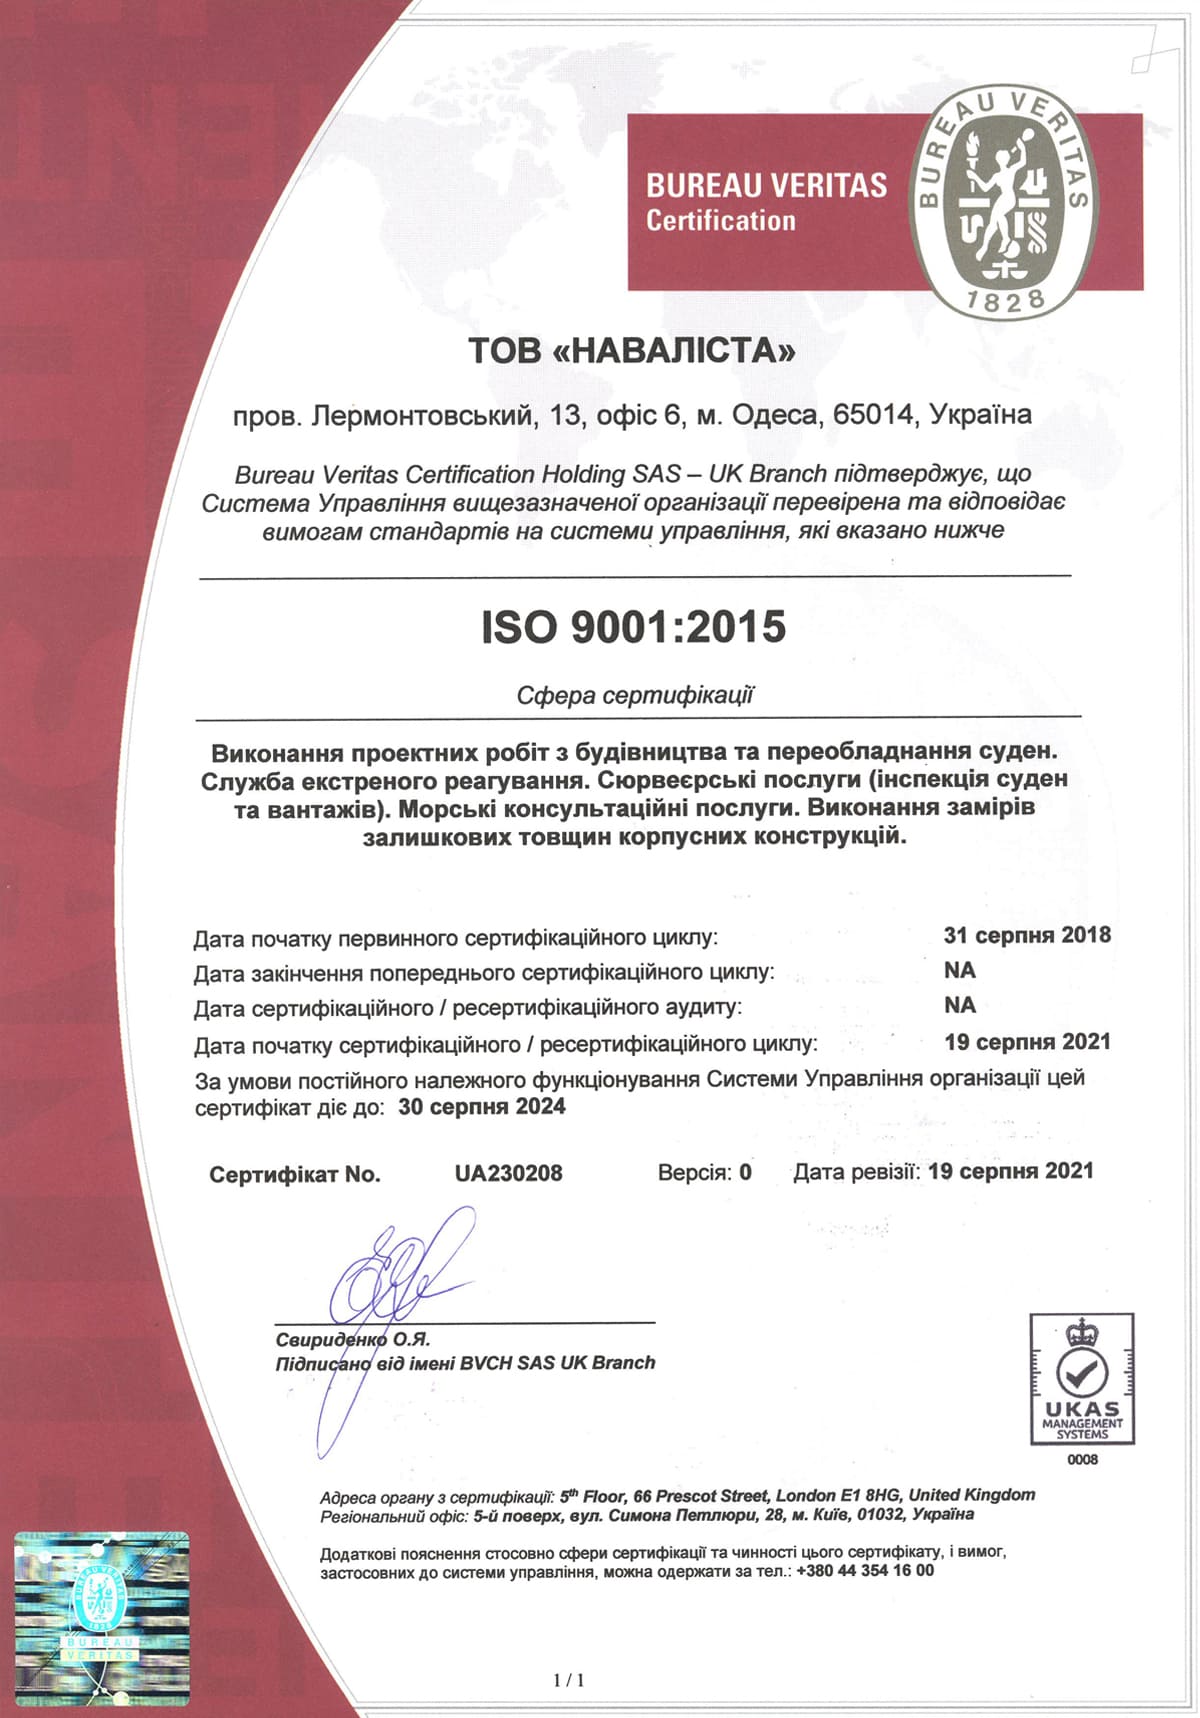 BUREAU VERITAS
Certification
BUREAU VERITAS
1828
ТОВ «НАВАЛІСТА»
пров. Лермонтовський, 13, офіс 6, м. Одеса, 65014, Україна
Bureau Veritas Certification Holding SAS – UK Branch підтверджує, що
Система Управління вищезазначеної організації перевірена та відповідає
вимогам стандартів на системи управління, які вказано нижче
ISO 9001:2015
Сфера сертифікації
Виконання проектних робіт з будівництва та переобладнання суден.
Служба екстреного реагування. Сюрвеєрські послуги (інспекція суден
та вантажів). Морські консультаційні послуги. Виконання замірів
залишкових товщин корпусних конструкцій.
Дата початку первинного сертифікаційного циклу: 31 серпня 2018
Дата закінчення попереднього сертифікаційного циклу: NA
Дата сертифікаційного / ресертифікаційного аудиту: NA
Дата початку сертифікаційного / ресертифікаційного циклу: 19 серпня 2021
За умови постійного належного функціонування Системи Управління організації цей
сертифікат діє до: 30 серпня 2024
Сертифікат No. UA230208 Версія: 0 Дата ревізії: 19 серпня 2021
Свириденко О.Я.
Підписано від імені BVCH SAS UK Branch
UKAS
MANAGEMENT
SYSTEMS
0008
Адреса органу з сертифікації: 5th Floor, 66 Prescot Street, London E1 8HG, United Kingdom
Регіональний офіс: 5-й поверх, вул. Симона Петлюри, 28, м. Київ, 01032, Україна
Додаткові пояснення стосовно сфери сертифікації та чинності цього сертифікату, і вимог,
застосовних до системи управління, можна одержати за тел.: +380 44 354 16 00
BUREAU VERITAS
1828
BUREAU
VERITAS
1 / 1